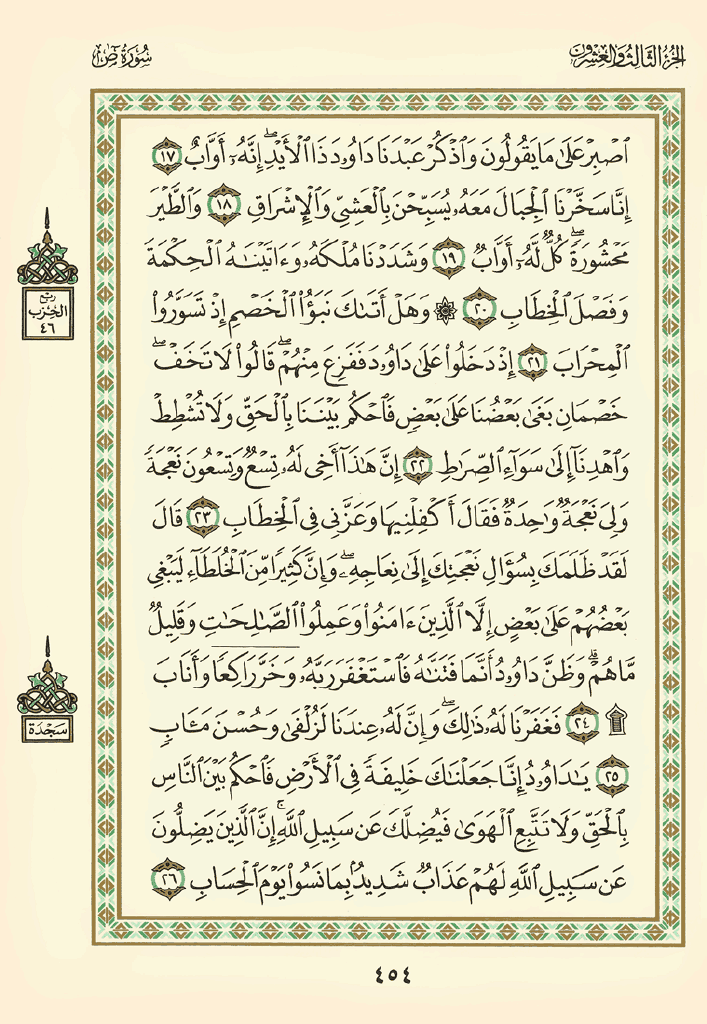 الجزء الثالث والعشرون
سورة ص
ٱصۡبِرۡ عَلَىٰ مَا يَقُولُونَ وَٱذۡكُرۡ عَبۡدَنَا دَاوُۥدَ ذَا ٱلۡأَيۡدِۖ إِنَّهُۥٓ أَوَّابٌ ١٧
إِنَّا سَخَّرۡنَا ٱلۡجِبَالَ مَعَهُۥ يُسَبِّحۡنَ بِٱلۡعَشِيِّ وَٱلۡإِشۡرَاقِ ١٨ وَٱلطَّيۡرَ
مَحۡشُورَةٗۖ كُلّٞ لَّهُۥٓ أَوَّابٞ ١٩ وَشَدَدۡنَا مُلۡكَهُۥ وَءَاتَيۡنَٰهُ ٱلۡحِكۡمَةَ
وَفَصۡلَ ٱلۡخِطَابِ ٢٠ ۞ وَهَلۡ أَتَىٰكَ نَبَؤُاْ ٱلۡخَصۡمِ إِذۡ تَسَوَّرُواْ
ٱلۡمِحۡرَابَ ٢١ إِذۡ دَخَلُواْ عَلَىٰ دَاوُۥدَ فَفَزِعَ مِنۡهُمۡۖ قَالُواْ لَا تَخَفۡۖ
خَصۡمَانِ بَغَىٰ بَعۡضُنَا عَلَىٰ بَعۡضٖ فَٱحۡكُم بَيۡنَنَا بِٱلۡحَقِّ وَلَا تُشۡطِطۡ
وَٱهۡدِنَآ إِلَىٰ سَوَآءِ ٱلصِّرَٰطِ ٢٢ إِنَّ هَٰذَآ أَخِي لَهُۥ تِسۡعٞ وَتِسۡعُونَ نَعۡجَةٗ
وَلِيَ نَعۡجَةٞ وَٰحِدَةٞ فَقَالَ أَكۡفِلۡنِيهَا وَعَزَّنِي فِي ٱلۡخِطَابِ ٢٣ قَالَ
لَقَدۡ ظَلَمَكَ بِسُؤَالِ نَعۡجَتِكَ إِلَىٰ نِعَاجِهِۦۖ وَإِنَّ كَثِيرٗا مِّنَ ٱلۡخُلَطَآءِ لَيَبۡغِي
بَعۡضُهُمۡ عَلَىٰ بَعۡضٍ إِلَّا ٱلَّذِينَ ءَامَنُواْ وَعَمِلُواْ ٱلصَّٰلِحَٰتِ وَقَلِيلٞ
مَّا هُمۡۗ وَظَنَّ دَاوُۥدُ أَنَّمَا فَتَنَّٰهُ فَٱسۡتَغۡفَرَ رَبَّهُۥ وَخَرَّۤ رَاكِعٗاۤ وَأَنَابَ
۩ ٢٤ فَغَفَرۡنَا لَهُۥ ذَٰلِكَۖ وَإِنَّ لَهُۥ عِندَنَا لَزُلۡفَىٰ وَحُسۡنَ مَـَٔابٖ
٢٥ يَٰدَاوُۥدُ إِنَّا جَعَلۡنَٰكَ خَلِيفَةٗ فِي ٱلۡأَرۡضِ فَٱحۡكُم بَيۡنَ ٱلنَّاسِ
بِٱلۡحَقِّ وَلَا تَتَّبِعِ ٱلۡهَوَىٰ فَيُضِلَّكَ عَن سَبِيلِ ٱللَّهِۚ إِنَّ ٱلَّذِينَ يَضِلُّونَ
عَن سَبِيلِ ٱللَّهِ لَهُمۡ عَذَابٞ شَدِيدُۢ بِمَا نَسُواْ يَوۡمَ ٱلۡحِسَابِ ٢٦
ربع
الحزب
٤٦
سجدة
٤٥٤